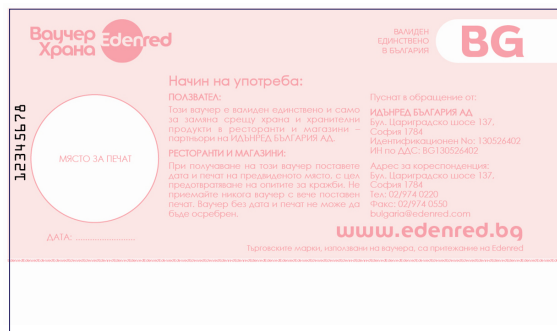 Ваучер
Храна
Edenred
ВАЛИДЕН
ЕДИНСТВЕНО
В БЪЛГАРИЯ
BG
12345678
МЯСТО ЗА ПЕЧАТ
ДАТА: ........................
Начин на употреба:
ПОЛЗВАТЕЛ:
Този ваучер е валиден единствено и само
за замяна срещу храна и хранителни
продукти в ресторанти и магазини –
партньори на ИДЪНРЕД БЪЛГАРИЯ АД.
РЕСТОРАНТИ И МАГАЗИНИ:
При получаване на този ваучер поставете
дата и печат на предвиденото място, с цел
предотвратяване на опитите за кражби. Не
приемайте никога ваучер с вече поставен
печат. Ваучер без дата и печат не може да
бъде осребрен.
Пуснат в обращение от:
ИДЪНРЕД БЪЛГАРИЯ АД
Бул. Цариградско шосе 137,
София 1784
Идентификационен No: 130526402
ИН по ДДС: BG130526402
Адрес за кореспонденция:
Бул. Цариградско шосе 137,
София 1784
Тел: 02/974 0220
Факс: 02/974 0550
bulgaria@edenred.com
www.edenred.bg
Търговските марки, използвани на ваучера, са притежание на Edenred